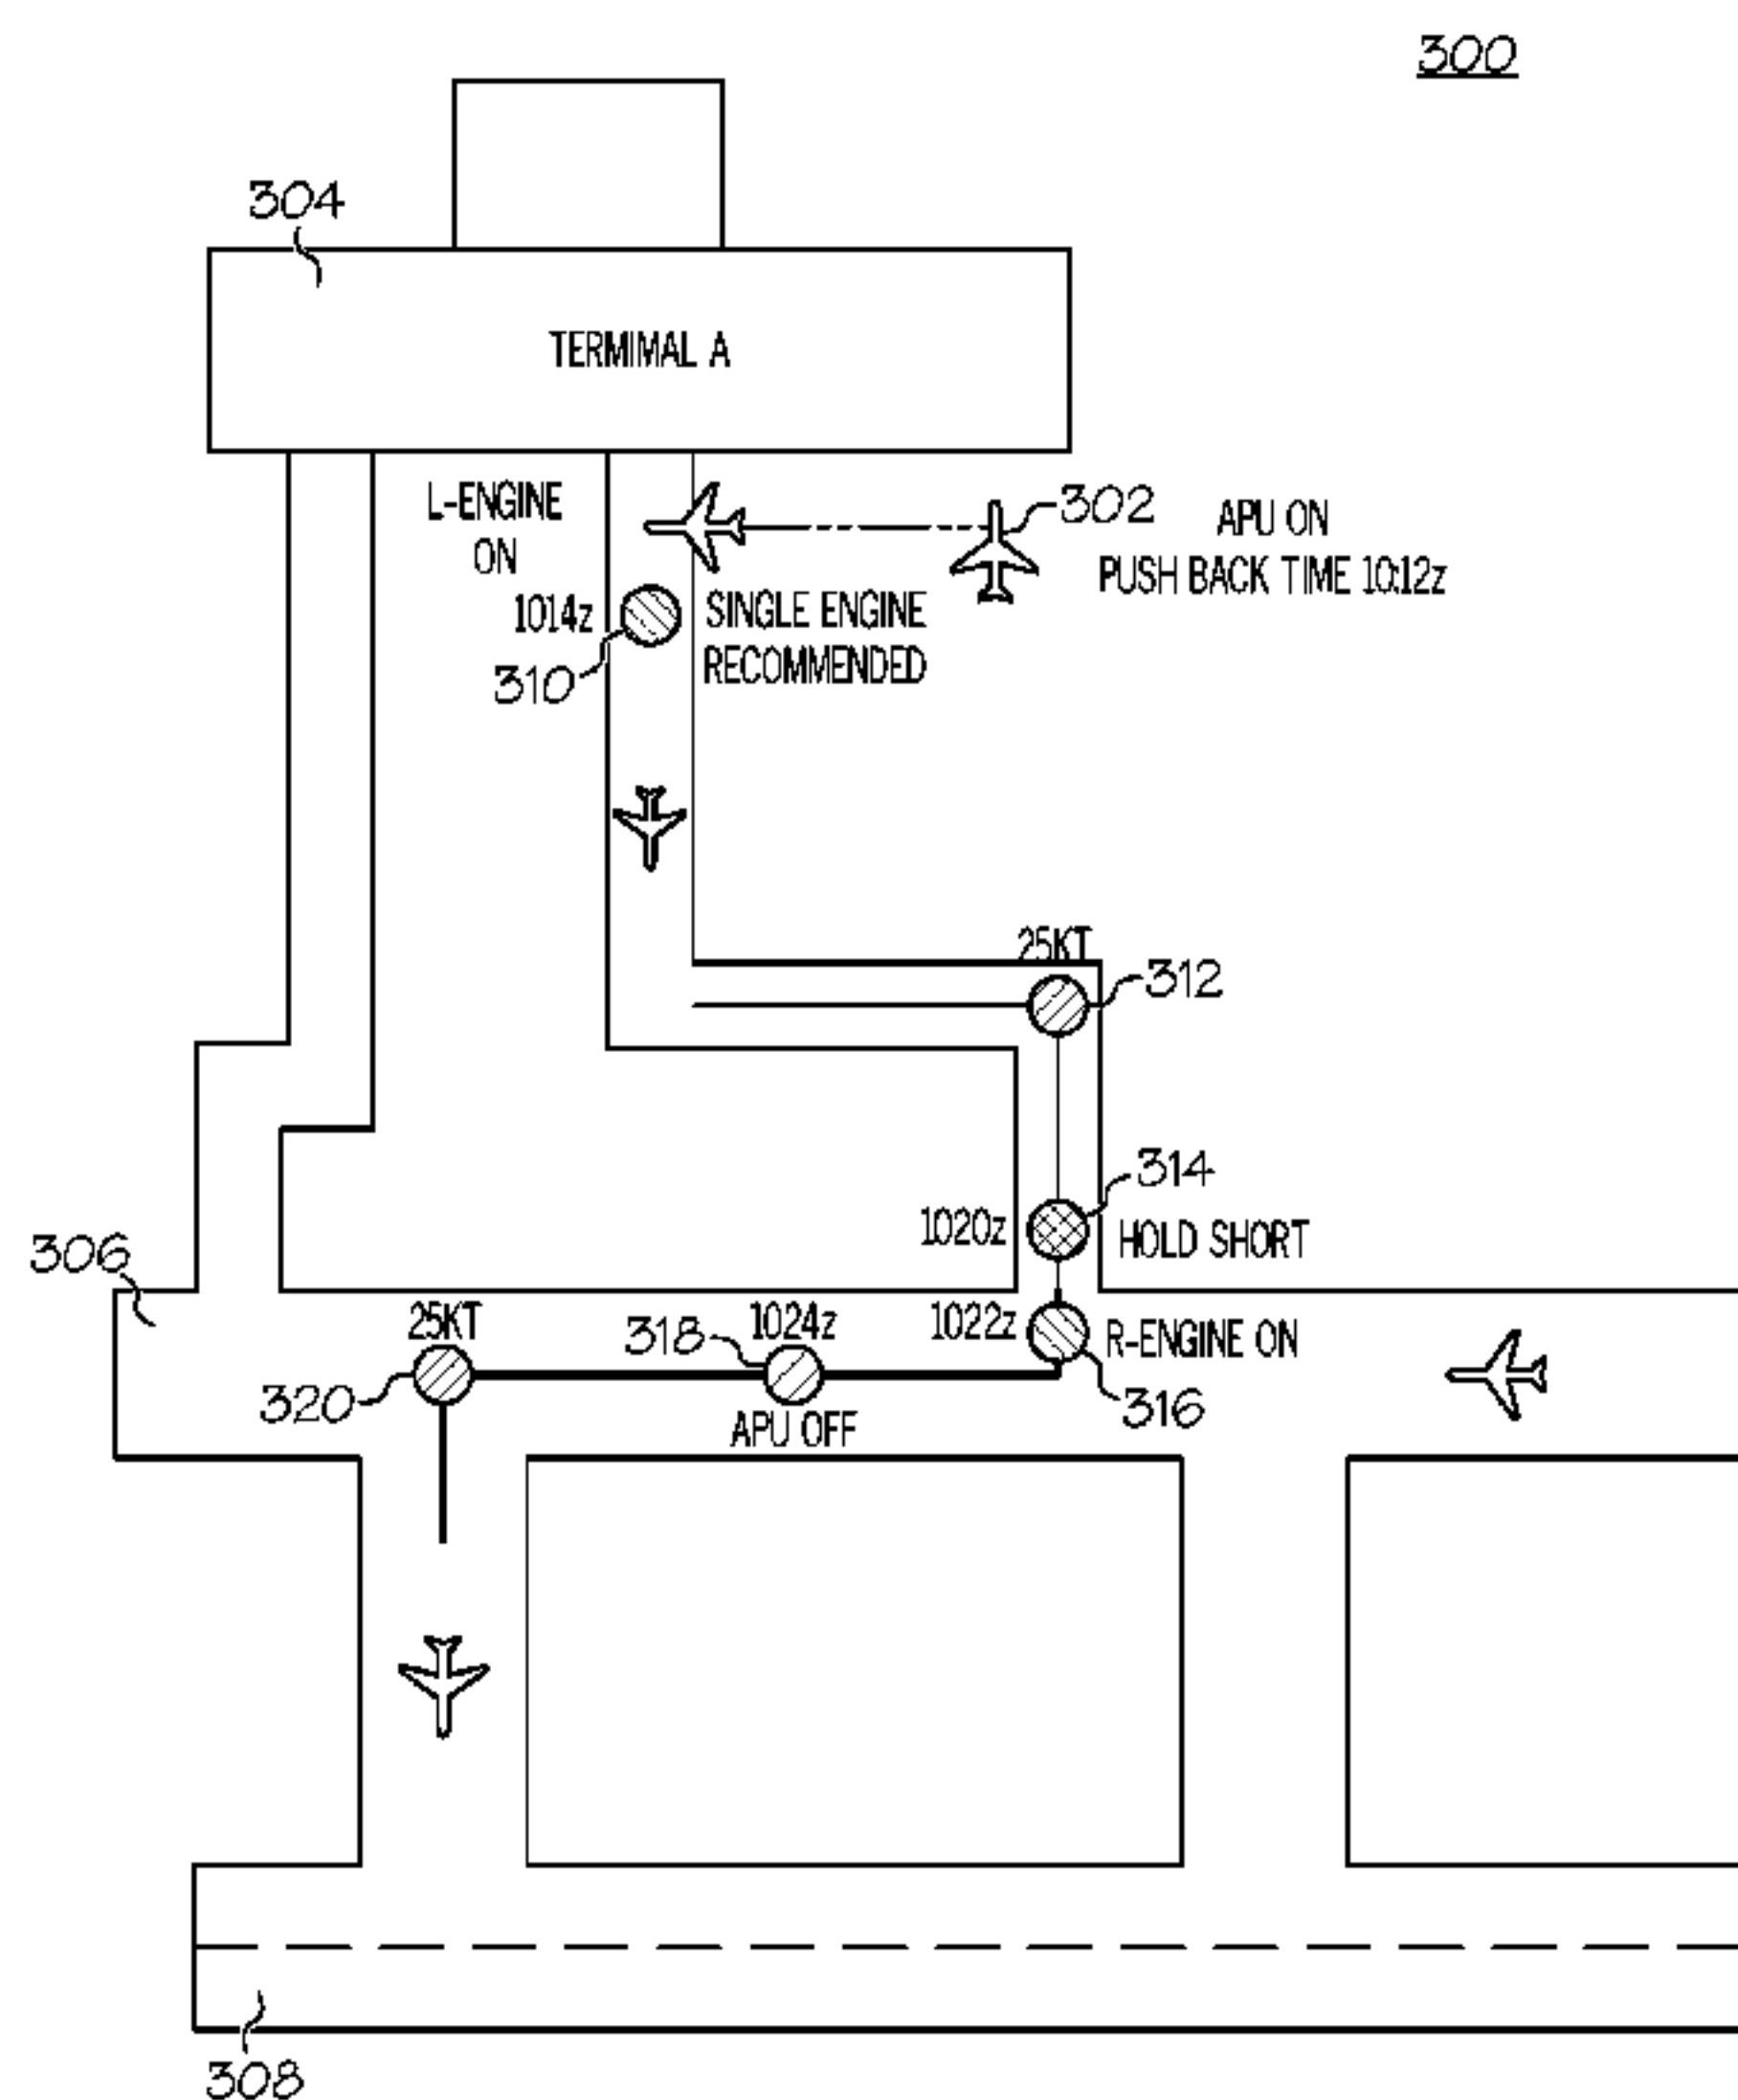 300
304
TERMIMAL A
L-ENGINE
ON
302
APU ON
PUSH BACK TIME 10:12z
1014z
SINGLE ENGINE
RECOMMENDED
310
25KT
312
314
1020z
HOLD SHORT
306
25KT
318
1024z
1022z
R-ENGINE ON
320
APU OFF
316
308